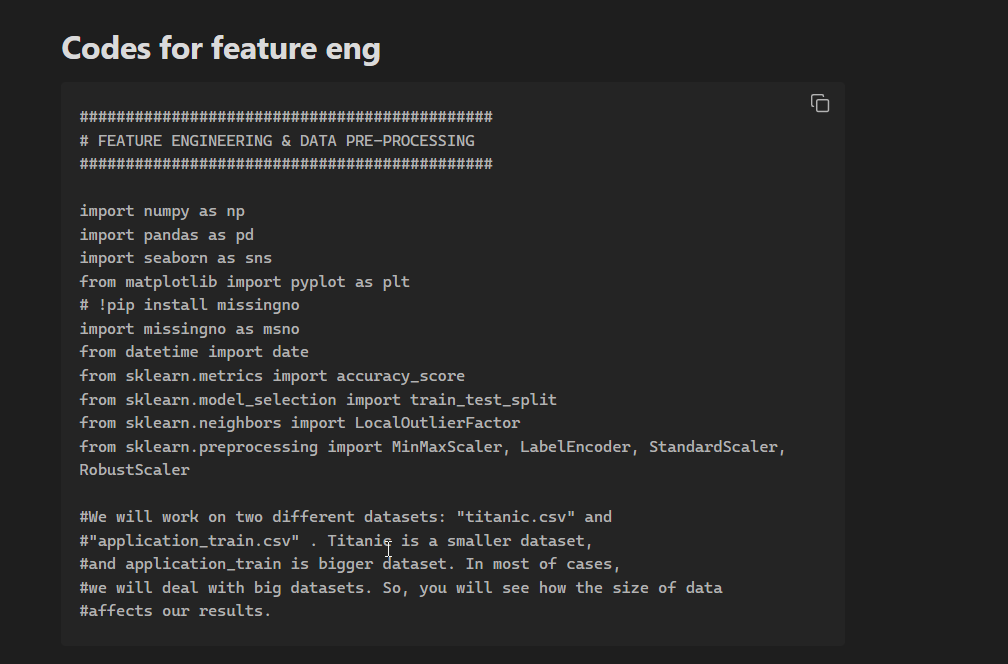 Codes for feature eng
#############################################
# FEATURE ENGINEERING & DATA PRE-PROCESSING
#############################################
import numpy as np
import pandas as pd
import seaborn as sns
from matplotlib import pyplot as plt
# !pip install missingno
import missingno as msno
from datetime import date
from sklearn.metrics import accuracy_score
from sklearn.model_selection import train_test_split
from sklearn.neighbors import LocalOutlierFactor
from sklearn.preprocessing import MinMaxScaler, LabelEncoder, StandardScaler,
RobustScaler
#We will work on two different datasets: "titanic.csv" and
#"application_train.csv" . Titanic is a smaller dataset,
#and application_train is bigger dataset. In most of cases,
#we will deal with big datasets. So, you will see how the size of data
#affects our results.